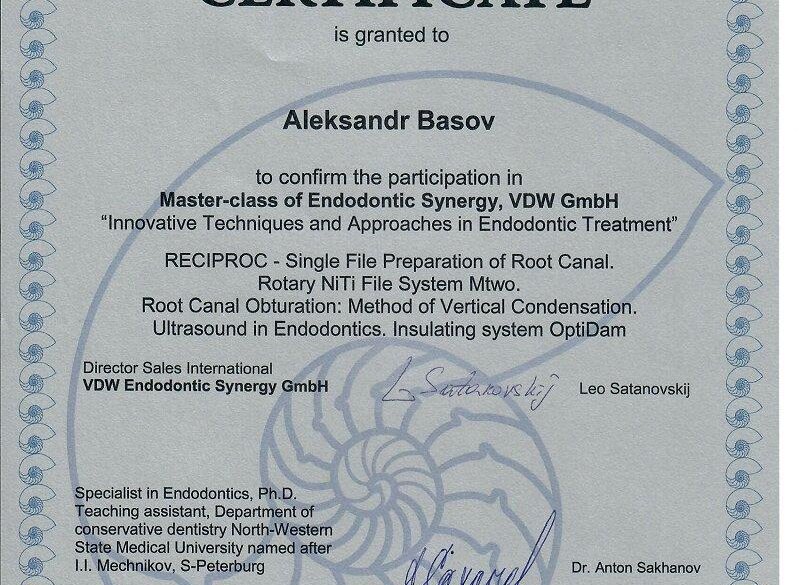 CERTIFICATE
is granted to
Aleksandr Basov
to confirm the participation in
Master-class of Endodontic Synergy, VDW GmbH
“Innovative Techniques and Approaches in Endodontic Treatment”
RECIPROC - Single File Preparation of Root Canal.
Rotary NiTi File System Mtwo.
Root Canal Obturation: Method of Vertical Condensation.
Ultrasound in Endodontics. Insulating system OptiDam
Director Sales International
VDW Endodontic Synergy GmbH
L Satanovskij
Leo Satanovskij
Specialist in Endodontics, Ph.D.
Teaching assistant, Department of
conservative dentistry North-Western
State Medical University named after
I.I. Mechnikov, S-Peterburg
Dr. Anton Sakhanov